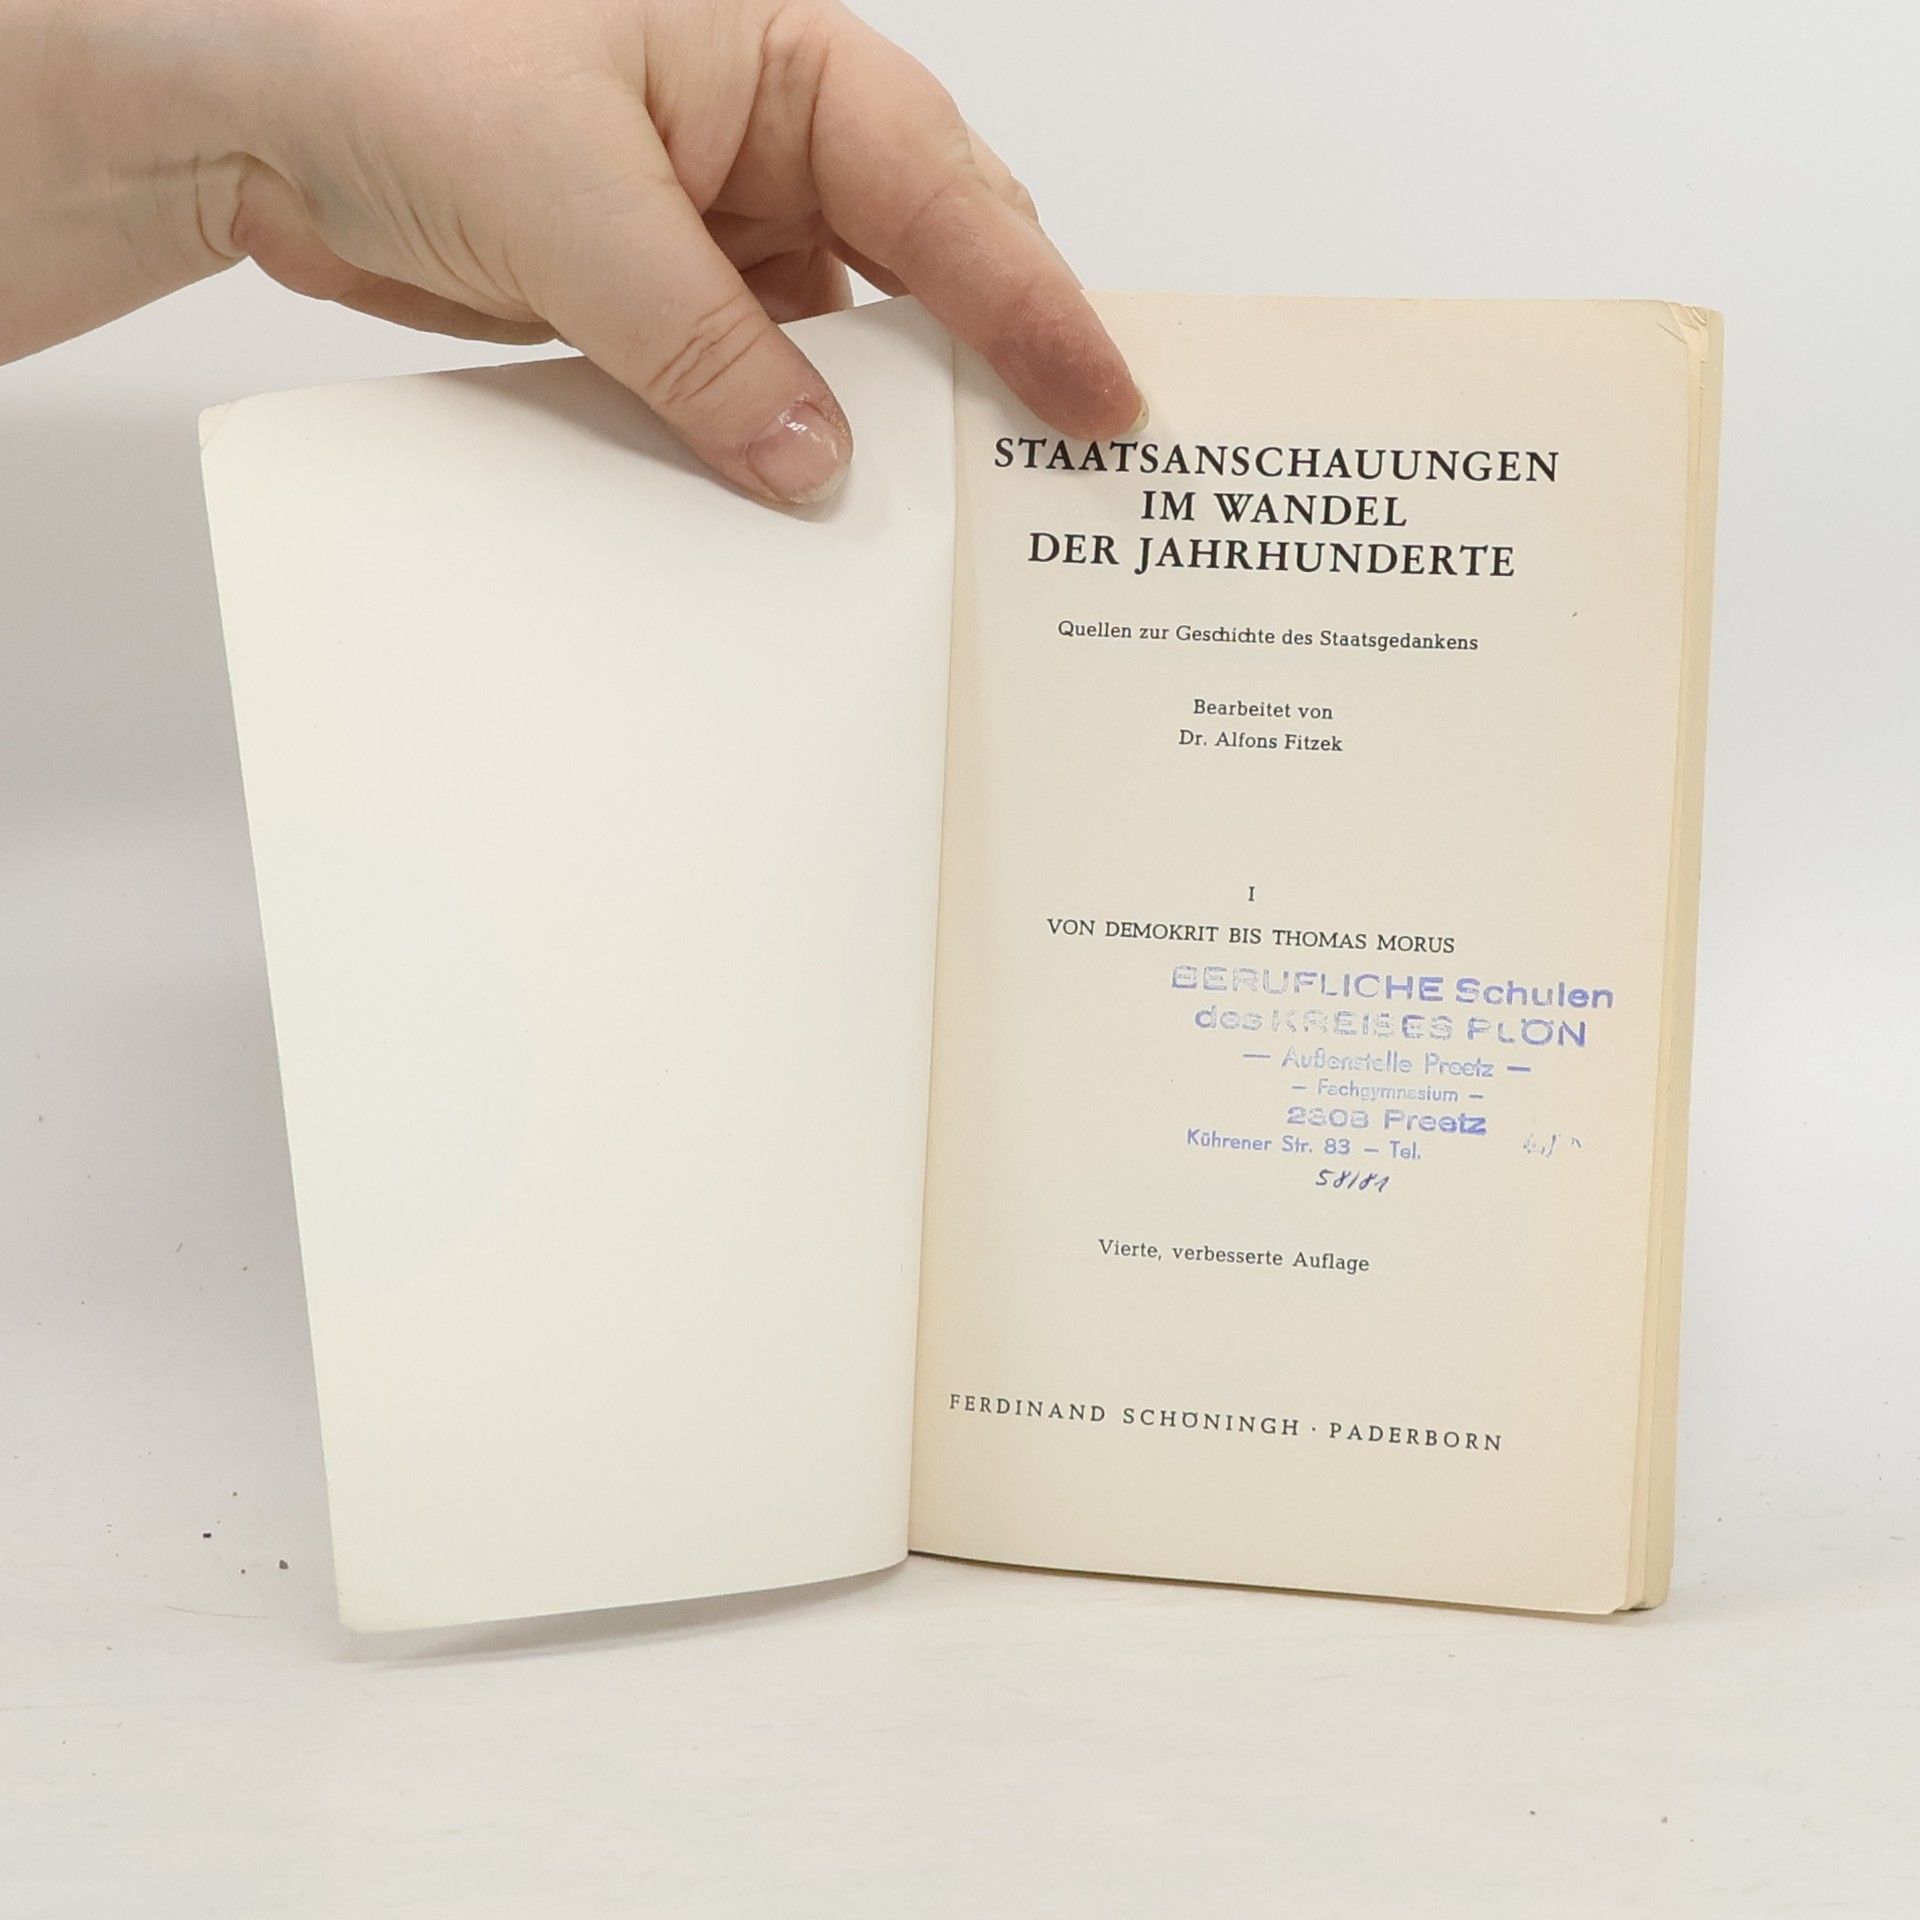 STAATSANSCHAUUNGEN
IM WANDEL
DER JAHRHUNDERTE
Quellen zur Geschichte des Staatsgedankens
Bearbeitet von
Dr. Alfons Fitzek
I
VON DEMOKRIT BIS THOMAS MORUS
BERUFLICHE Schulen
des KREISES PLÖN
— Außenstelle Preetz —
— Fachgymnasium —
2308 Preetz
Kührener Str. 83 — Tel.
58/81
Vierte, verbesserte Auflage
FERDINAND SCHÖNINGH · PADERBORN